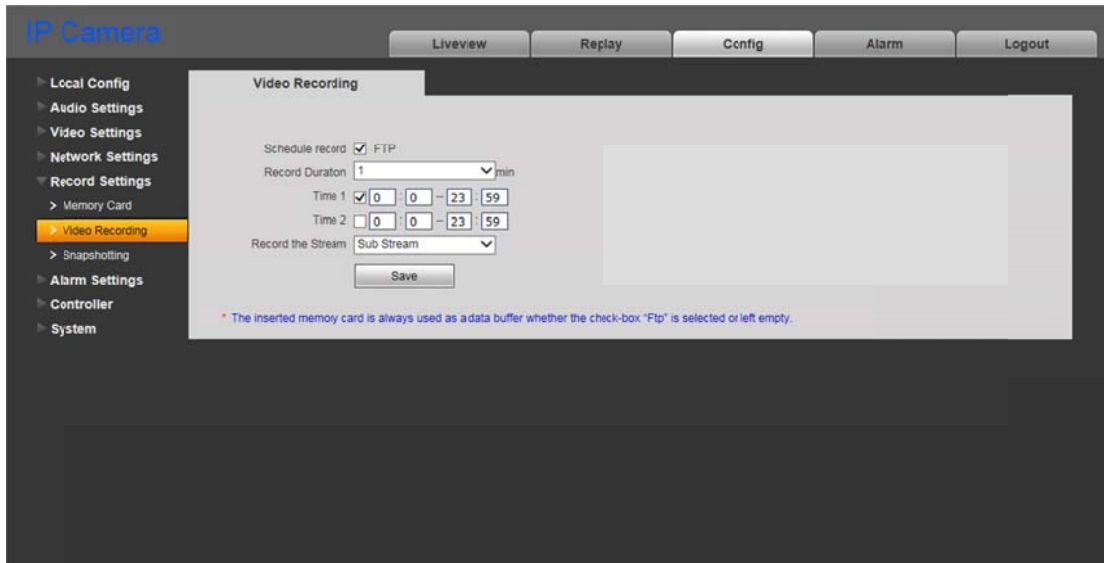 IP Camera
Liveview Replay Config Alarm Logout
Local Config
Audio Settings
Video Settings
Network Settings
Record Settings
> Memory Card
> Video Recording
> Snapshotting
Alarm Settings
Controller
System
Video Recording
Schedule record FTP
Record Duraton 1 min
Time 1 0 : 0 – 23 : 59
Time 2 0 : 0 – 23 : 59
Record the Stream Sub Stream
Save
* The inserted memory card is always used as a data buffer whether the check-box "Ftp" is selected or left empty.